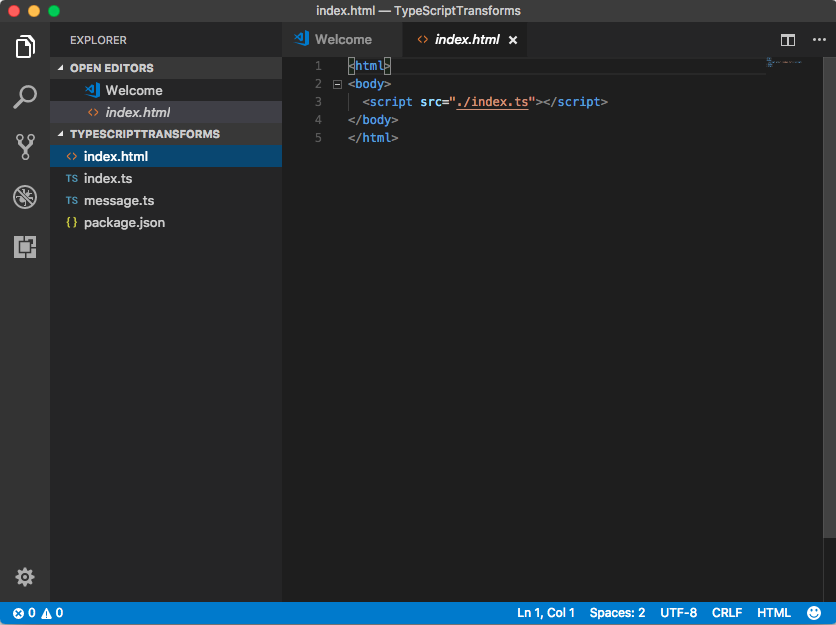 index.html — TypeScriptTransforms
EXPLORER
OPEN EDITORS
Welcome
index.html
TYPESCRIPTTRANSFORMS
index.html
TS index.ts
TS message.ts
{} package.json
Welcome
index.html
1 <html>
2 <body>
3 <script src="./index.ts"></script>
4 </body>
5 </html>
0 0
Ln 1, Col 1 Spaces: 2 UTF-8 CRLF HTML